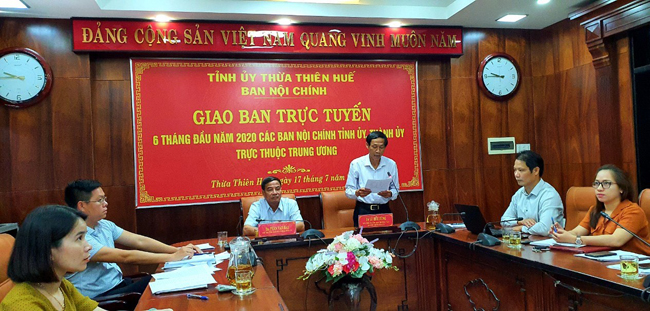 ĐẢNG CỘNG SẢN VIỆT NAM QUANG VINH MUÔN NĂM
TỈNH ỦY THỪA THIÊN HUẾ
BAN NỘI CHÍNH
GIAO BAN TRỰC TUYẾN
6 THÁNG ĐẦU NĂM 2020 CÁC BAN NỘI CHÍNH TỈNH ỦY, THÀNH ỦY
TRỰC THUỘC TRUNG ƯƠNG
Thừa Thiên H 17 tháng 7 năm